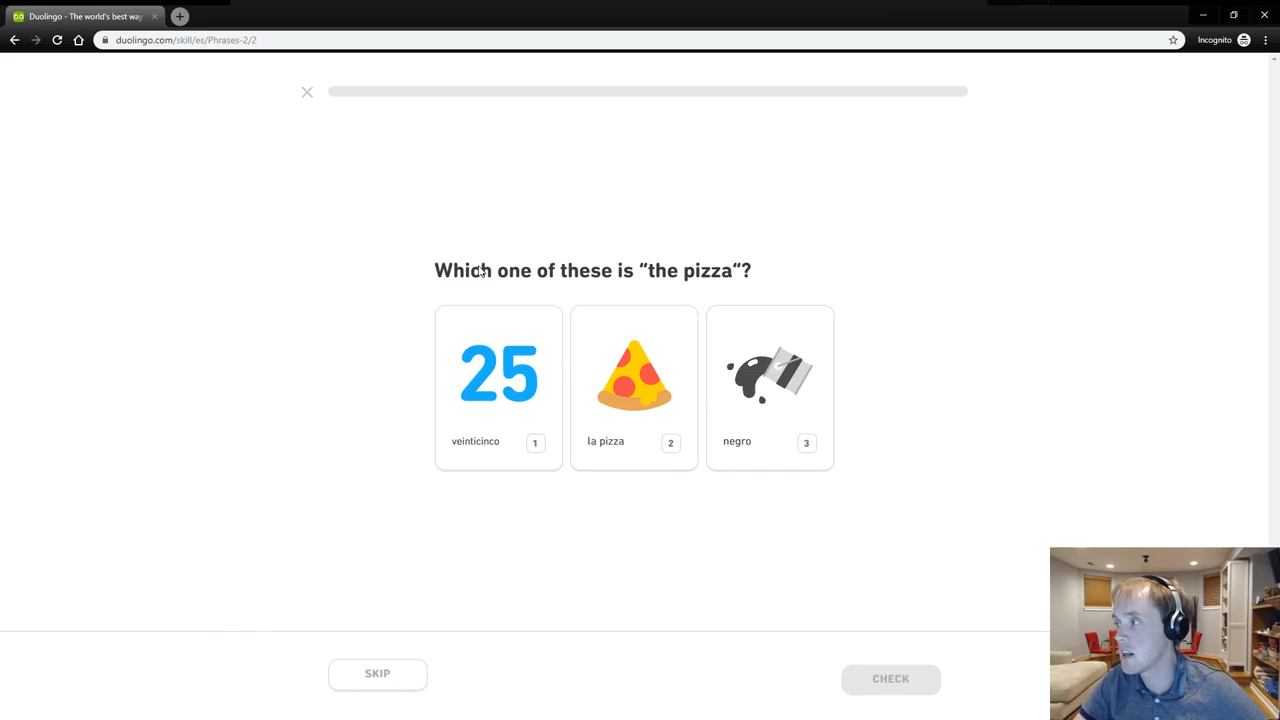 Duolingo - The world's best way
duolingo.com/skill/es/Phrases-2/2
Incognito
Which one of these is "the pizza"?
25
veinticinco 1
la pizza 2
negro 3
SKIP
CHECK